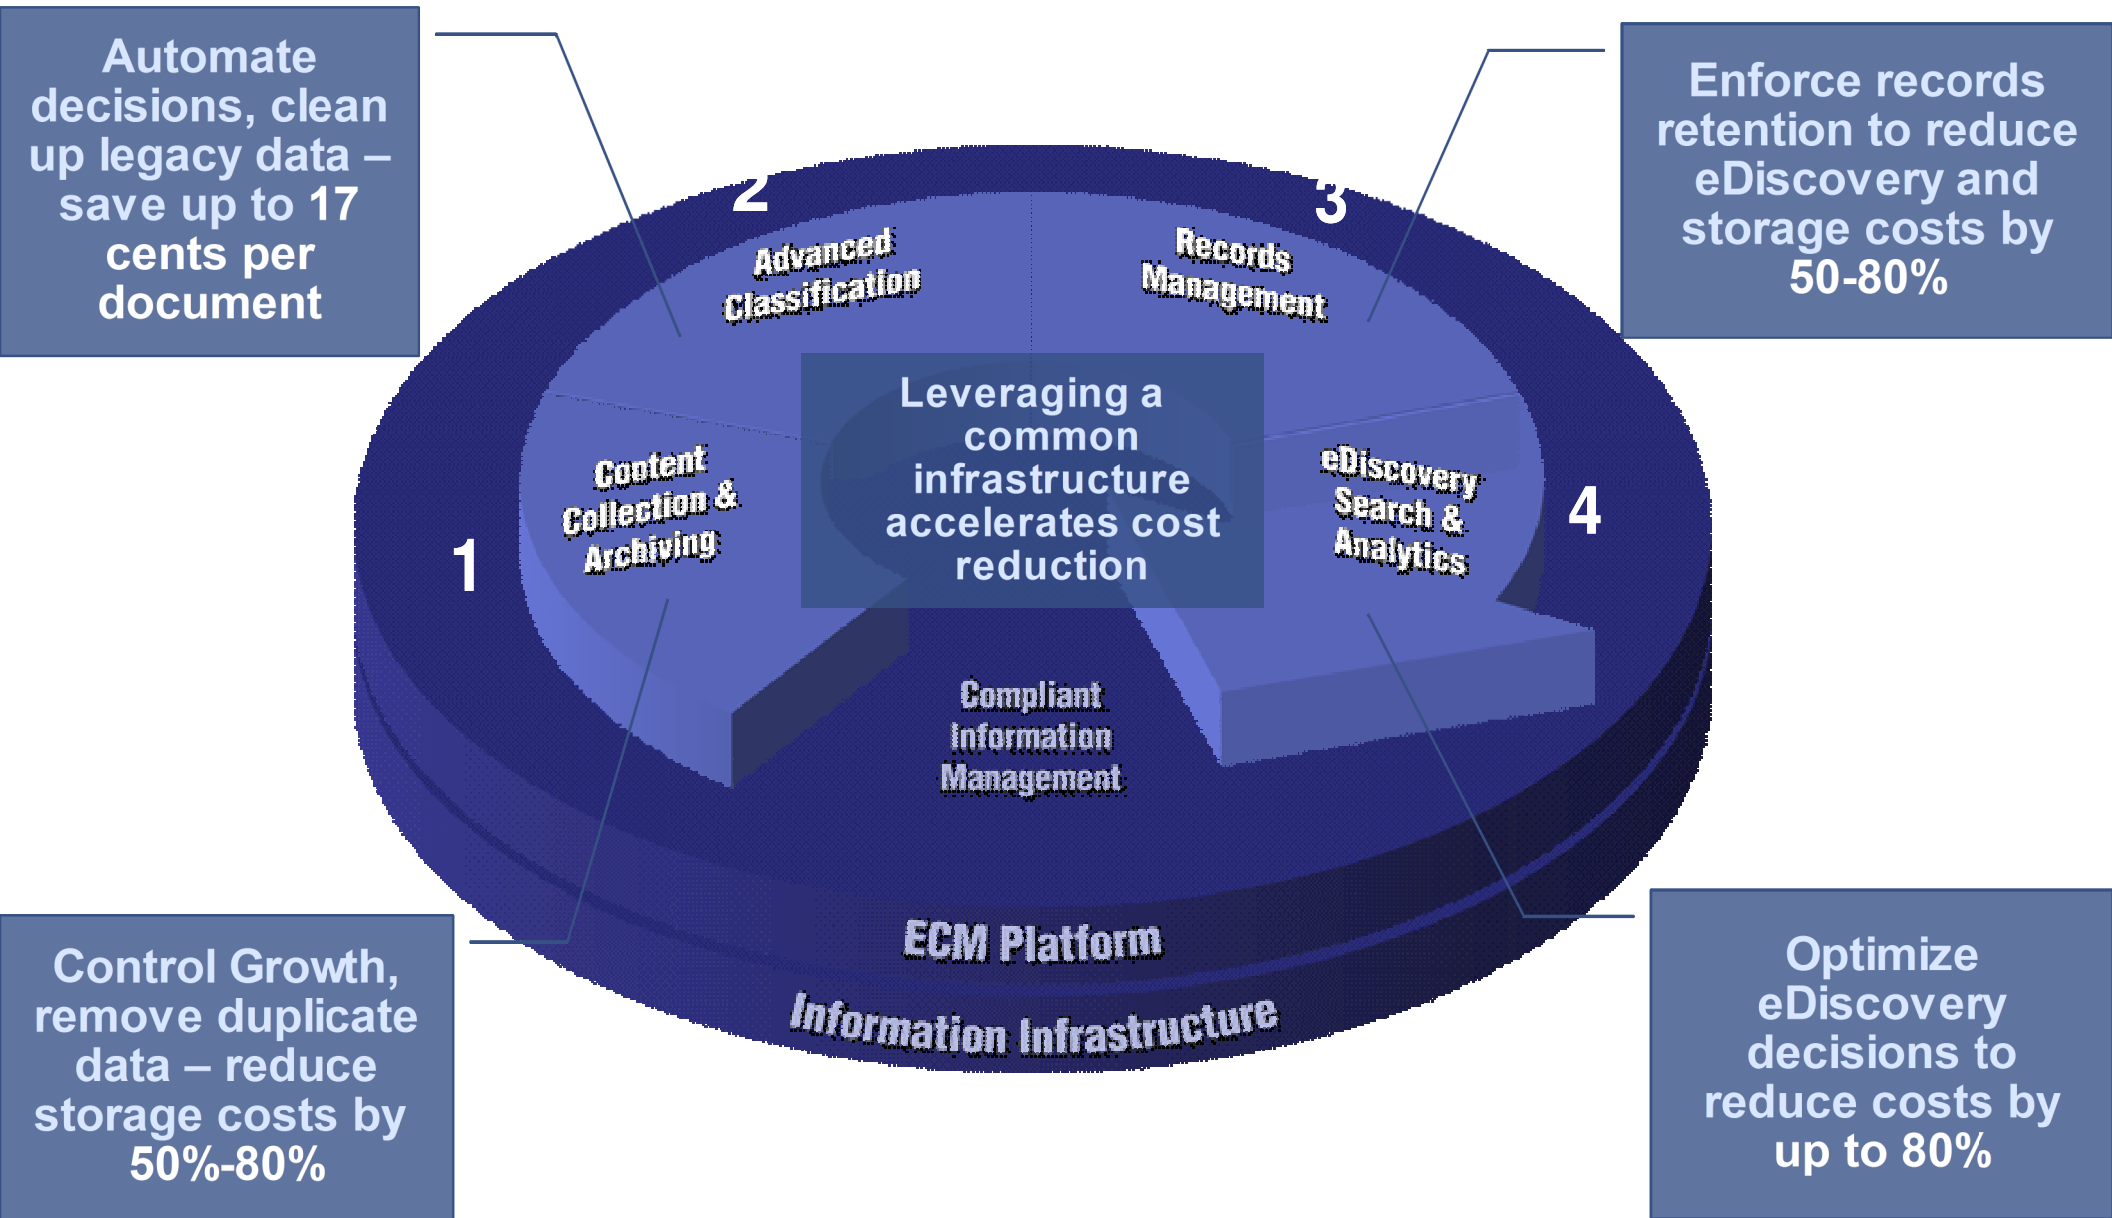 Automate
decisions, clean
up legacy data –
save up to 17
cents per
document
Enforce records
retention to reduce
eDiscovery and
storage costs by
50-80%
2
3
Advanced
Classification
Records
Management
Leveraging a
common
infrastructure
accelerates cost
reduction
1
Content
Collection &
Archiving
eDiscovery
Search &
Analytics
4
Compliant
Information
Management
ECM Platform
Information Infrastructure
Control Growth,
remove duplicate
data – reduce
storage costs by
50%-80%
Optimize
eDiscovery
decisions to
reduce costs by
up to 80%